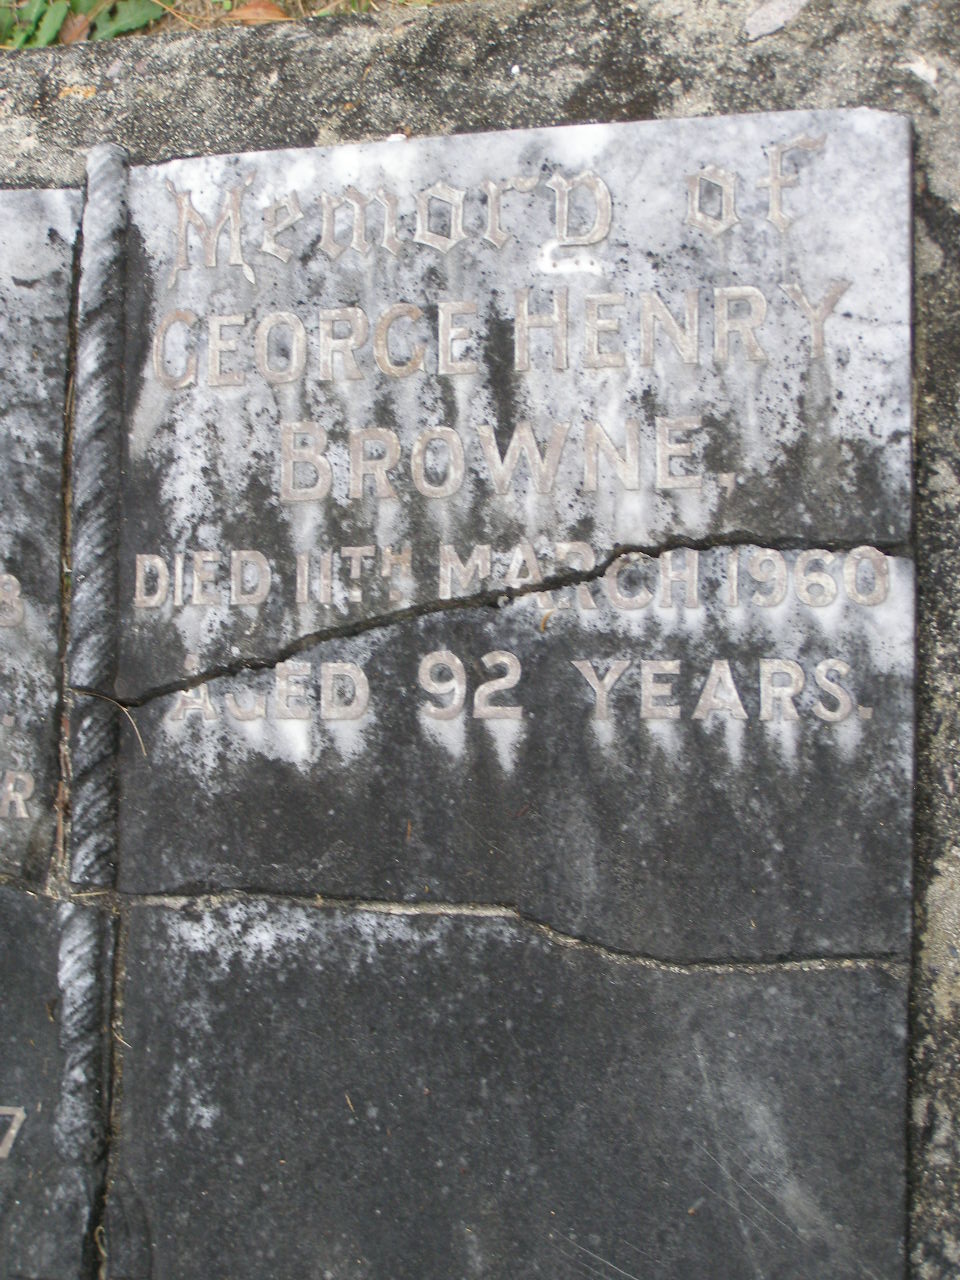 Memory of
GEORGE HENRY
BROWNE,
DIED 11TH MARCH 1960
AGED 92 YEARS.